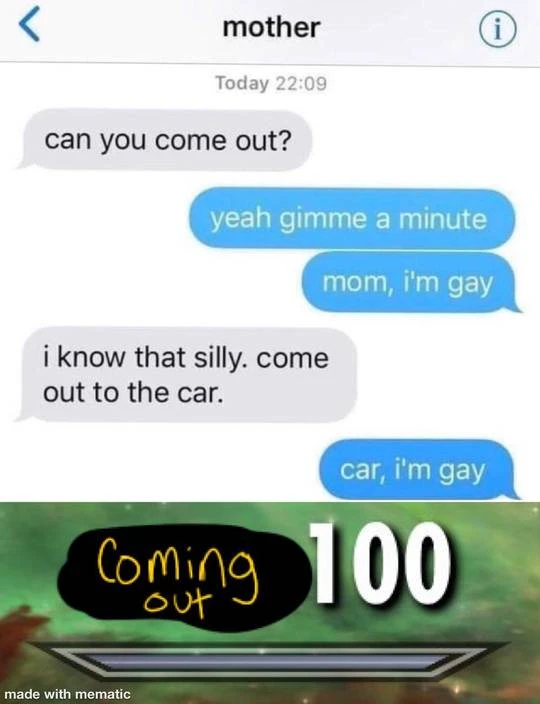 mother
Today 22:09
can you come out?
yeah gimme a minute
mom, i'm gay
i know that silly. come
out to the car.
car, i'm gay
Coming 100
out
made with mematic